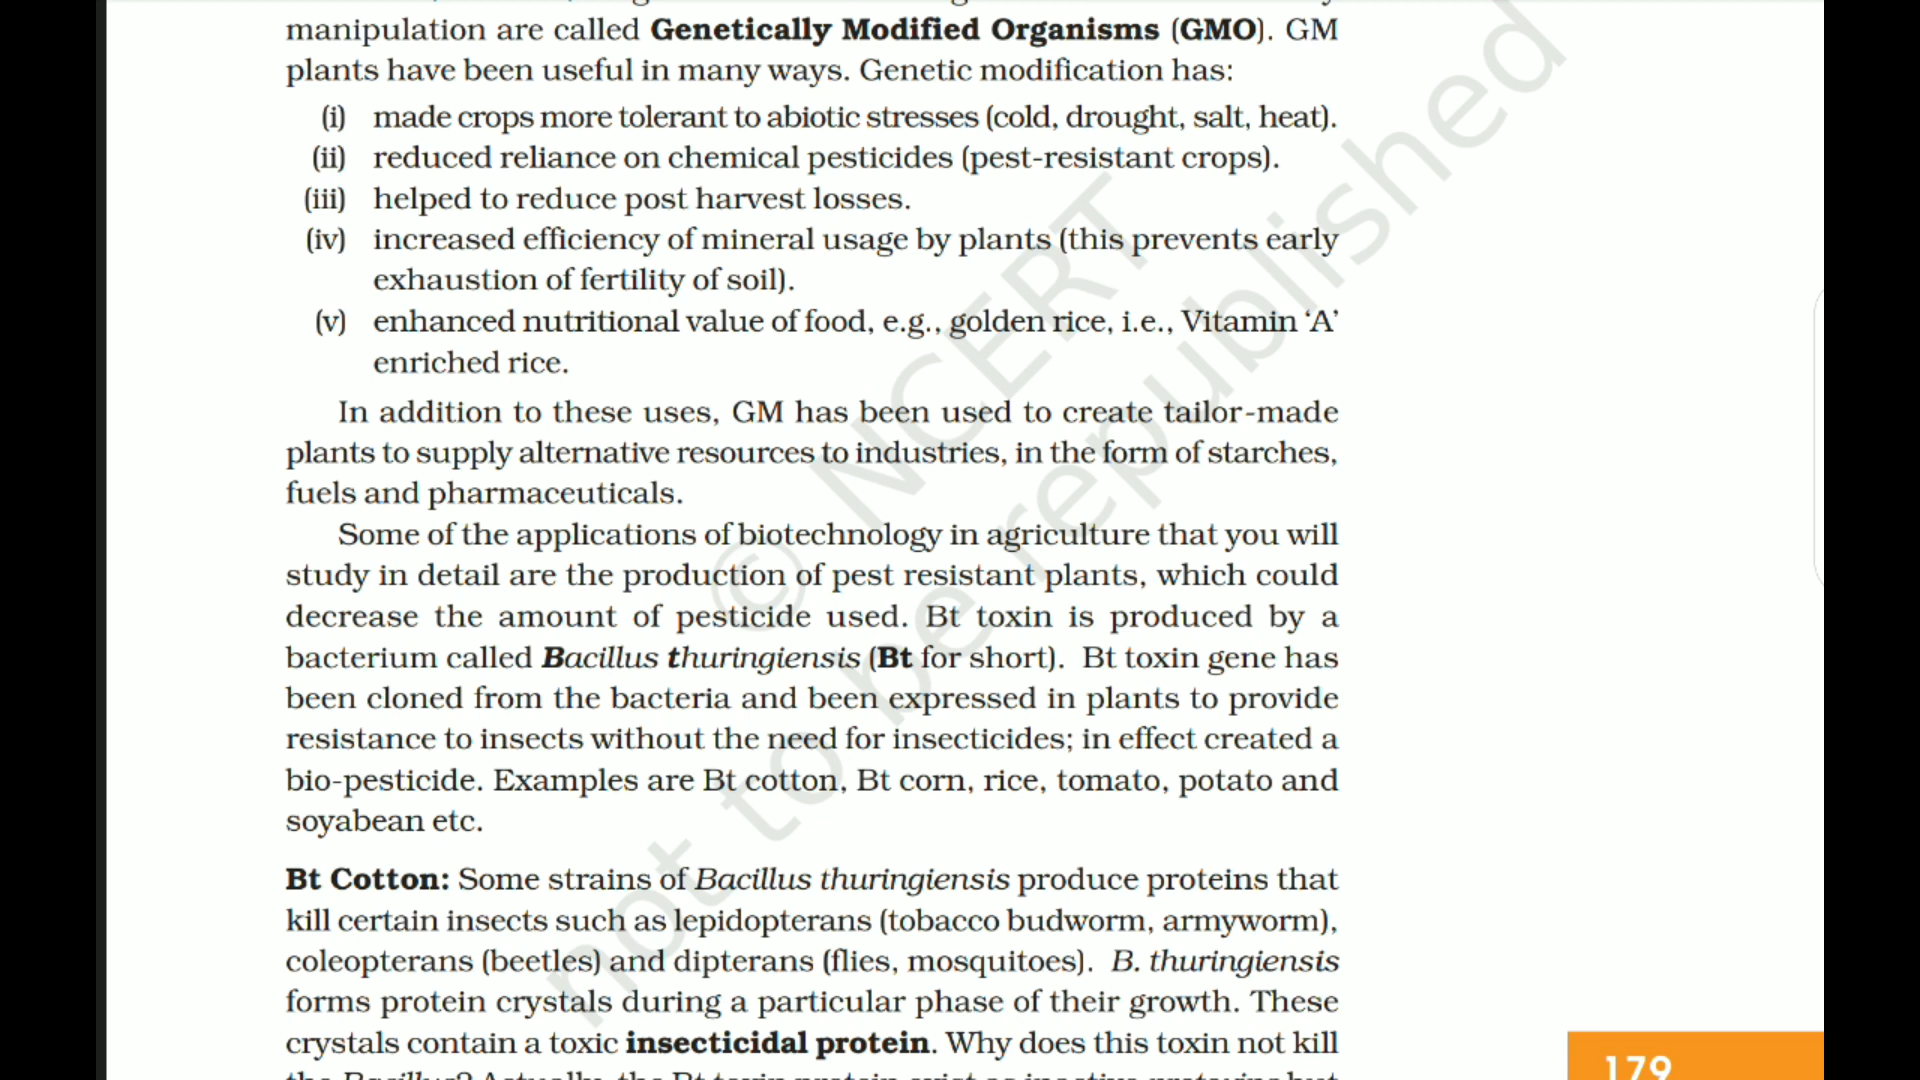 manipulation are called Genetically Modified Organisms (GMO). GM
plants have been useful in many ways. Genetic modification has:
(i) made crops more tolerant to abiotic stresses (cold, drought, salt, heat).
(ii) reduced reliance on chemical pesticides (pest-resistant crops).
(iii) helped to reduce post harvest losses.
(iv) increased efficiency of mineral usage by plants (this prevents early
exhaustion of fertility of soil).
(v) enhanced nutritional value of food, e.g., golden rice, i.e., Vitamin ‘A’
enriched rice.
In addition to these uses, GM has been used to create tailor-made
plants to supply alternative resources to industries, in the form of starches,
fuels and pharmaceuticals.
Some of the applications of biotechnology in agriculture that you will
study in detail are the production of pest resistant plants, which could
decrease the amount of pesticide used. Bt toxin is produced by a
bacterium called Bacillus thuringiensis (Bt for short). Bt toxin gene has
been cloned from the bacteria and been expressed in plants to provide
resistance to insects without the need for insecticides; in effect created a
bio-pesticide. Examples are Bt cotton, Bt corn, rice, tomato, potato and
soyabean etc.
Bt Cotton: Some strains of Bacillus thuringiensis produce proteins that
kill certain insects such as lepidopterans (tobacco budworm, armyworm),
coleopterans (beetles) and dipterans (flies, mosquitoes). B. thuringiensis
forms protein crystals during a particular phase of their growth. These
crystals contain a toxic insecticidal protein. Why does this toxin not kill
179
© NCERT
not to be republished